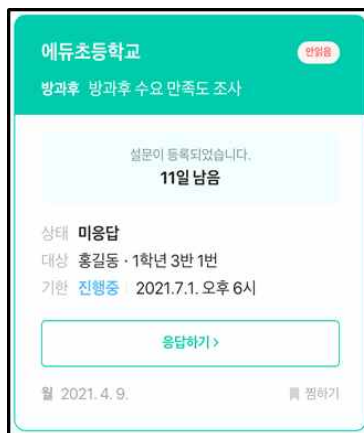 에듀초등학교 안읽음
방과후 방과후 수요 만족도 조사
설문이 등록되었습니다.
11일 남음
상태 미응답
대상 홍길동 · 1학년 3반 1번
기한 진행중 2021.7.1. 오후 6시
응답하기 >
월 2021. 4. 9. 찜하기